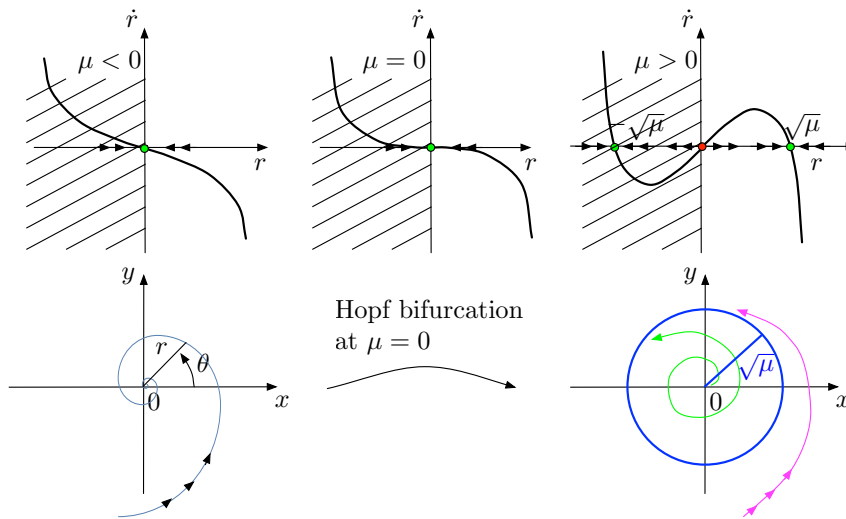 ṙ
ṙ
ṙ
μ < 0
μ = 0
μ > 0
−√μ
√μ
r
r
r
y
y
Hopf bifurcation
at μ = 0
r
θ
√μ
0
x
0
x